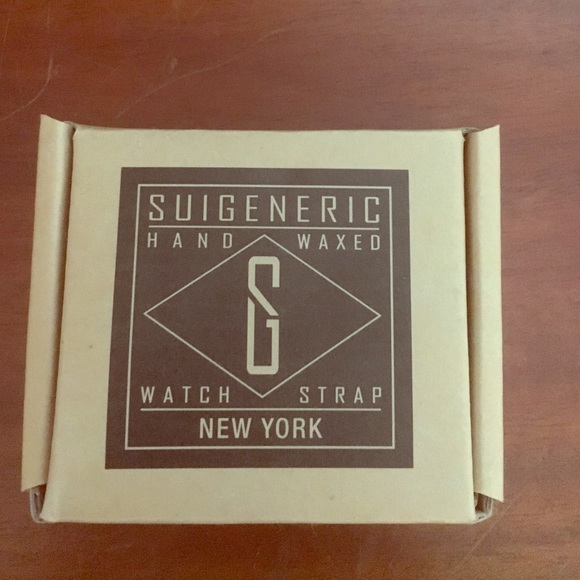 SUIGENERIC
HAND WAXED
SG
WATCH STRAP
NEW YORK